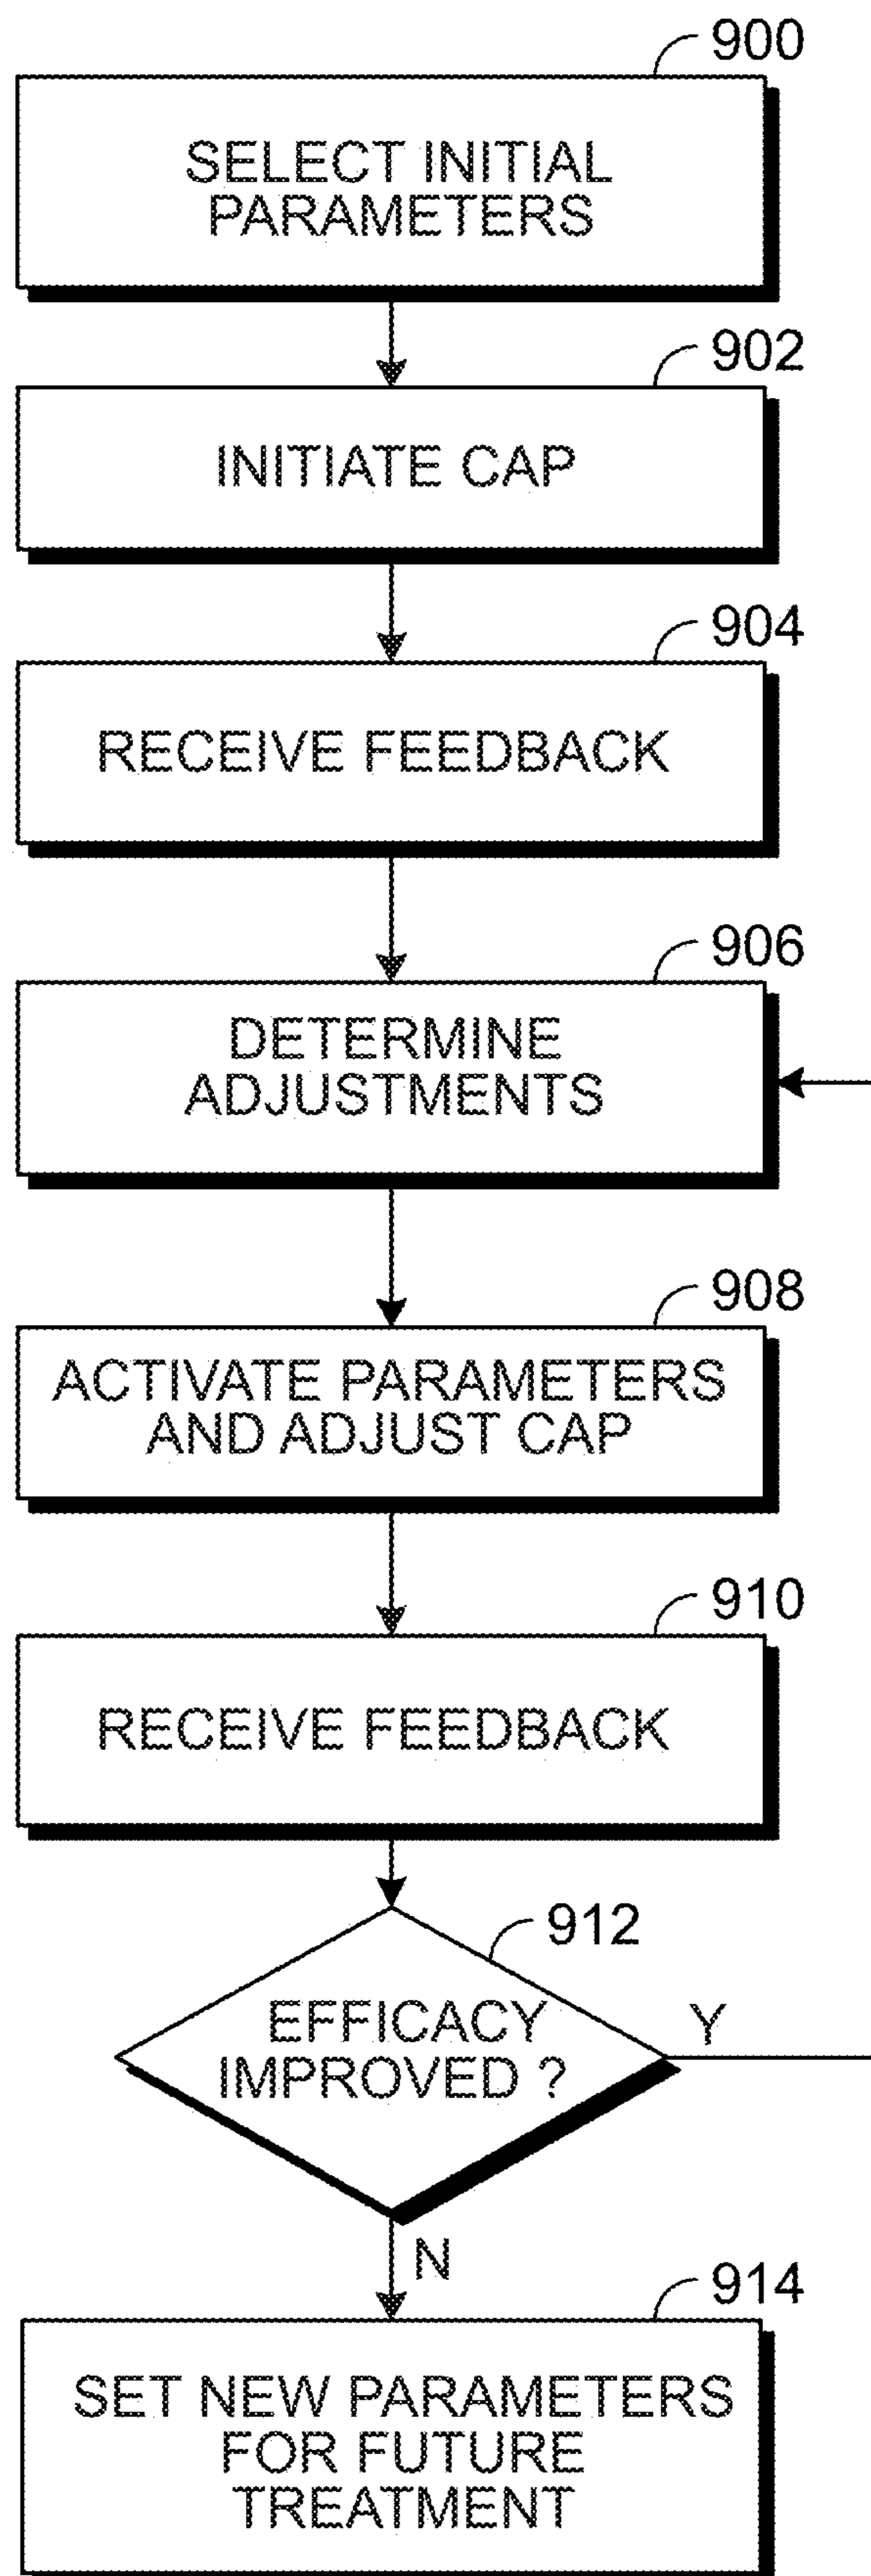 900
SELECT INITIAL
PARAMETERS
902
INITIATE CAP
904
RECEIVE FEEDBACK
906
DETERMINE
ADJUSTMENTS
908
ACTIVATE PARAMETERS
AND ADJUST CAP
910
RECEIVE FEEDBACK
912
EFFICACY
IMPROVED ?
Y
N
914
SET NEW PARAMETERS
FOR FUTURE
TREATMENT